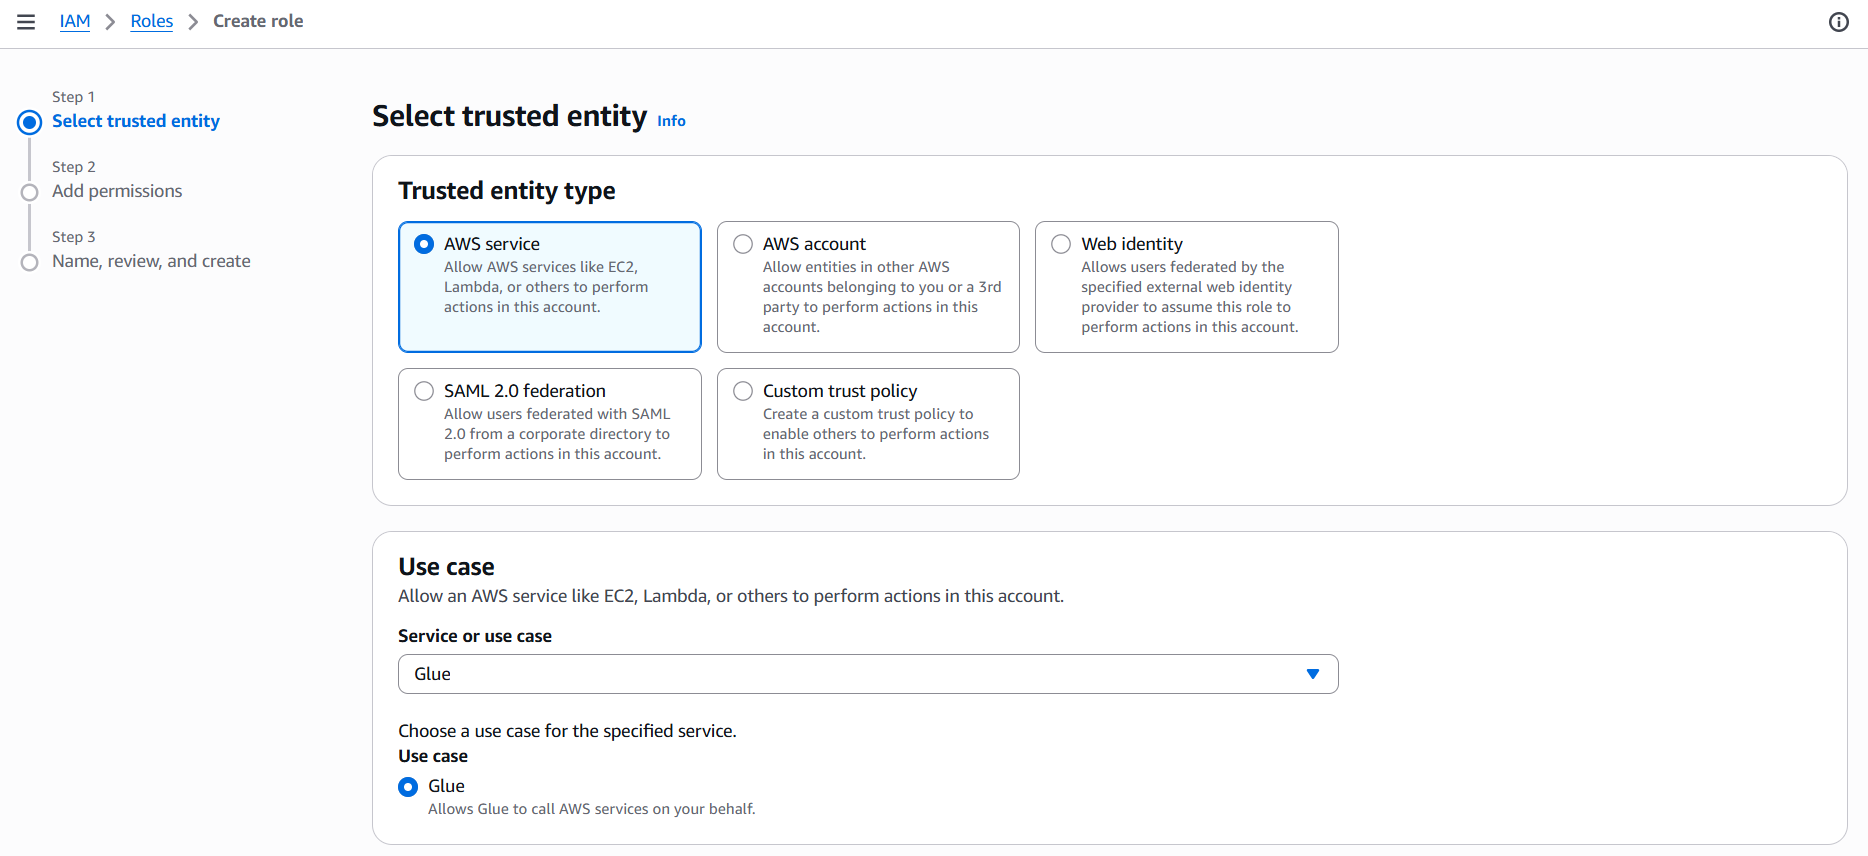 IAM > Roles > Create role
Step 1
Select trusted entity
Step 2
Add permissions
Step 3
Name, review, and create
Select trusted entity Info
Trusted entity type
AWS service
Allow AWS services like EC2,
Lambda, or others to perform
actions in this account.
AWS account
Allow entities in other AWS
accounts belonging to you or a 3rd
party to perform actions in this
account.
Web identity
Allows users federated by the
specified external web identity
provider to assume this role to
perform actions in this account.
SAML 2.0 federation
Allow users federated with SAML
2.0 from a corporate directory to
perform actions in this account.
Custom trust policy
Create a custom trust policy to
enable others to perform actions
in this account.
Use case
Allow an AWS service like EC2, Lambda, or others to perform actions in this account.
Service or use case
Glue
Choose a use case for the specified service.
Use case
Glue
Allows Glue to call AWS services on your behalf.